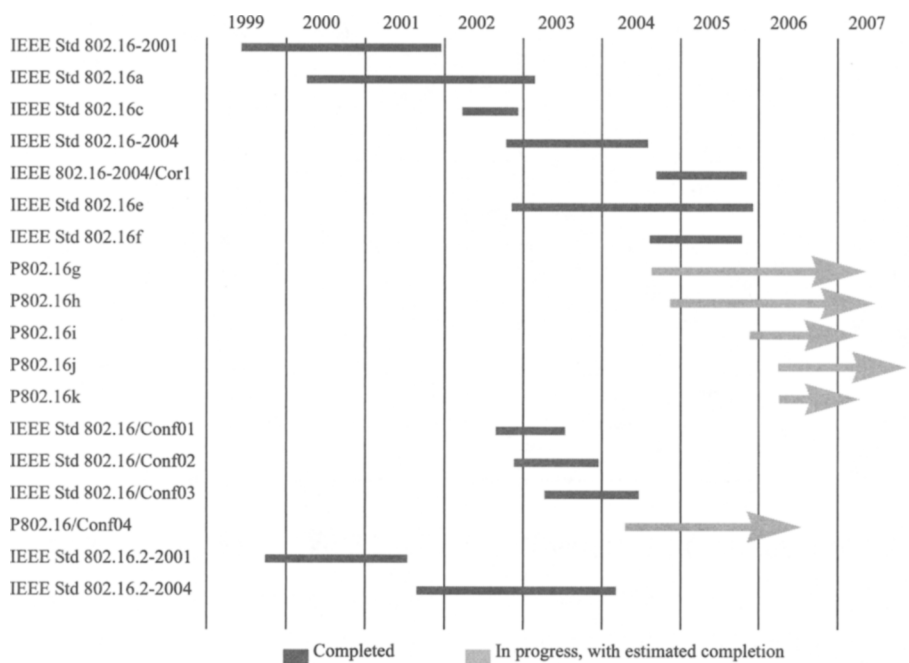 1999 2000 2001 2002 2003 2004 2005 2006 2007
IEEE Std 802.16-2001
IEEE Std 802.16a
IEEE Std 802.16c
IEEE Std 802.16-2004
IEEE 802.16-2004/Cor1
IEEE Std 802.16e
IEEE Std 802.16f
P802.16g
P802.16h
P802.16i
P802.16j
P802.16k
IEEE Std 802.16/Conf01
IEEE Std 802.16/Conf02
IEEE Std 802.16/Conf03
P802.16/Conf04
IEEE Std 802.16.2-2001
IEEE Std 802.16.2-2004
Completed In progress, with estimated completion